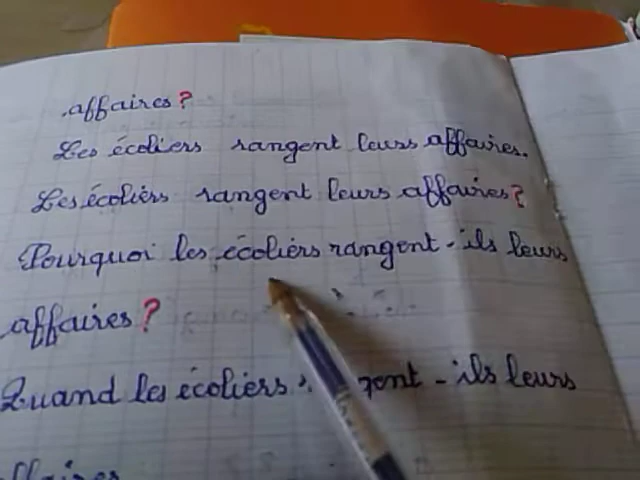 affaires?
Les écoliers rangent leurs affaires.
Les écoliers rangent leurs affaires?
Pourquoi les écoliers rangent-ils leurs
affaires?
Quand les écoliers
-ils leurs